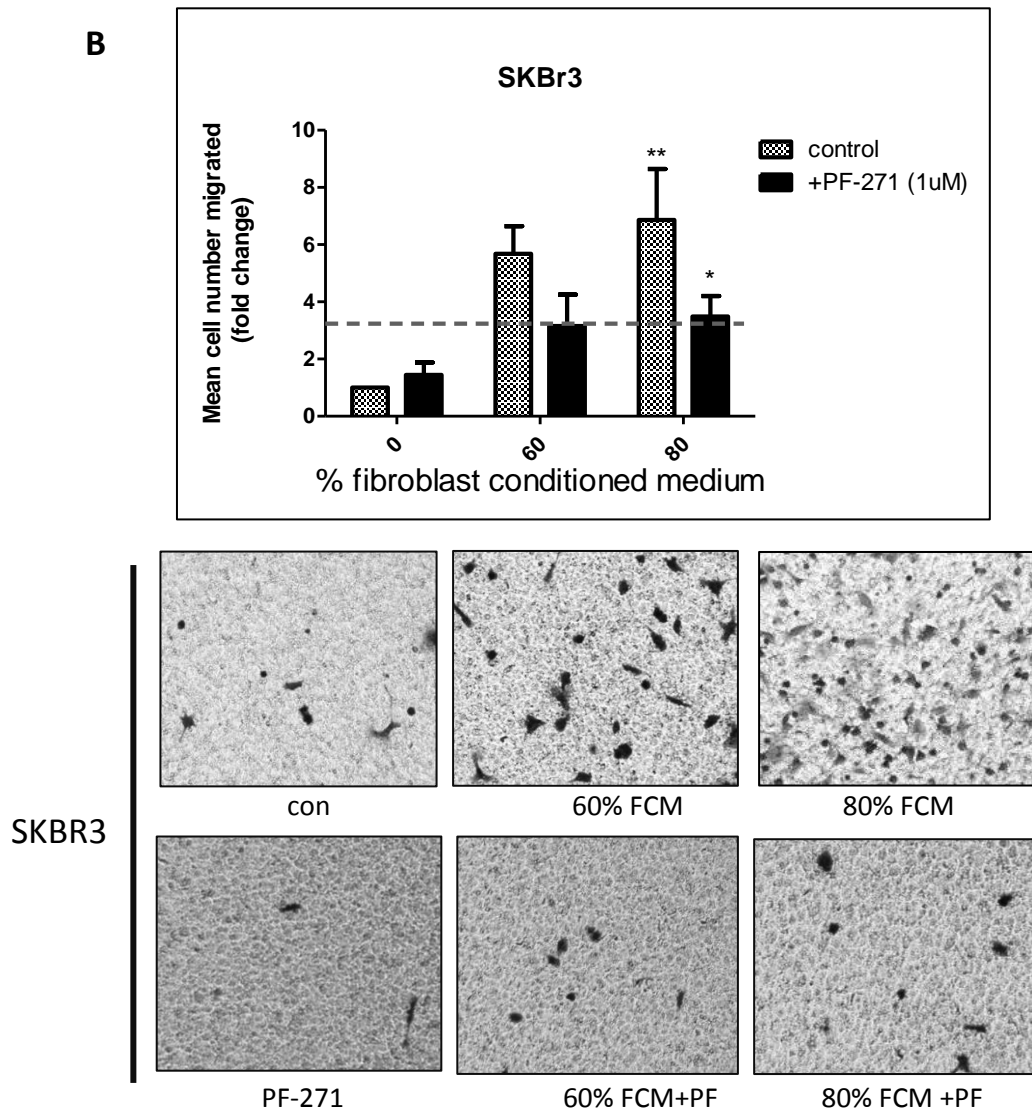 B
SKBr3
Mean cell number migrated
(fold change)
10
8
6
4
2
0
**
*
control
+PF-271 (1uM)
0
60
80
% fibroblast conditioned medium
SKBR3
con
60% FCM
80% FCM
PF-271
60% FCM+PF
80% FCM +PF